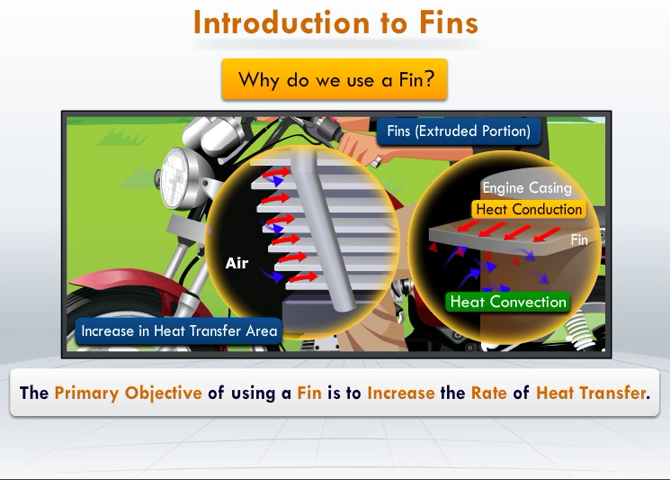 Introduction to Fins
Why do we use a Fin?
Fins (Extruded Portion)
Engine Casing
Heat Conduction
Fin
Air
Heat Convection
Increase in Heat Transfer Area
The Primary Objective of using a Fin is to Increase the Rate of Heat Transfer.